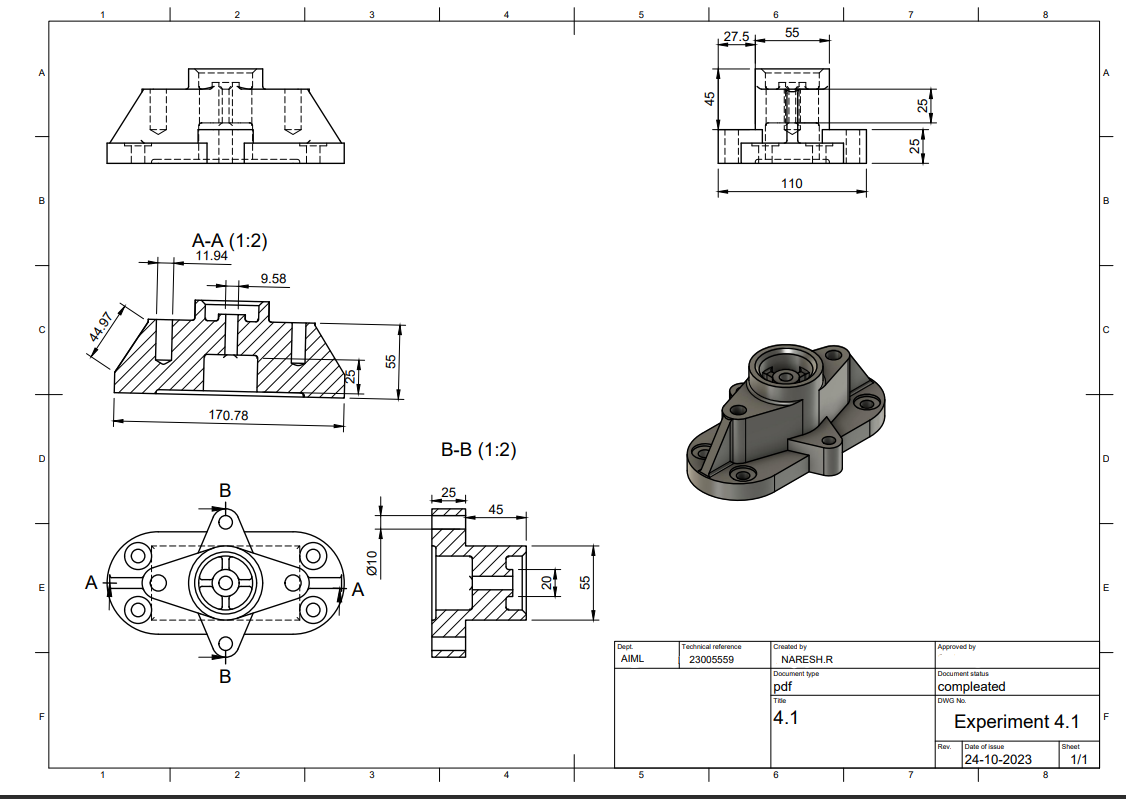 1 2 3 4 5 6 7 8
A A
B B
C C
D D
E E
F F
27.5 55
45
25
25
110
A-A (1:2)
11.94
9.58
44.97
55
25
170.78
B-B (1:2)
B
25
45
Ø10
A A
20
55
B
Dept. Technical reference Created by Approved by
AIML 23005559 NARESH.R
Document type Document status
pdf compleated
Title DWG No.
4.1 Experiment 4.1
Rev. Date of issue Sheet
24-10-2023 1/1
1 2 3 4 5 6 7 8